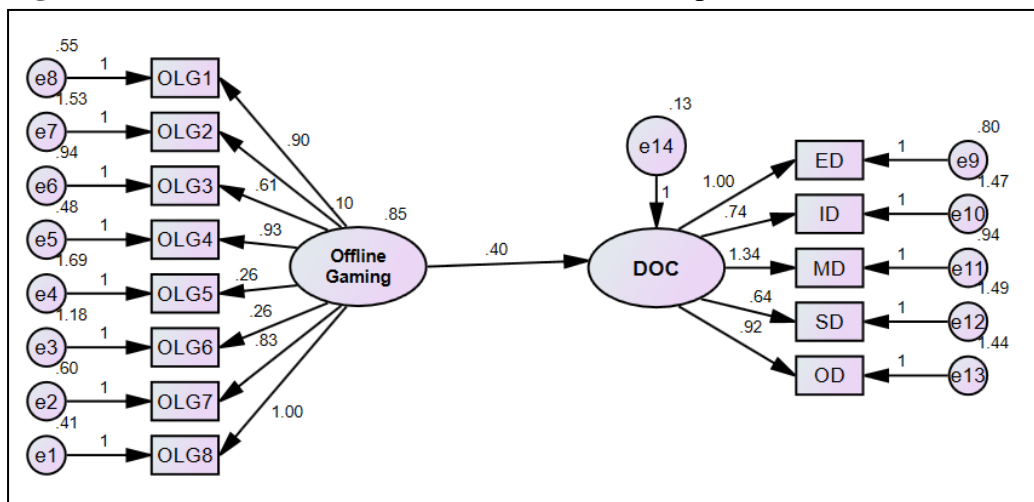 .55
e8
1
OLG1
1.53
e7
1
OLG2
.94
e6
1
OLG3
.48
e5
1
OLG4
1.69
e4
1
OLG5
1.18
e3
1
OLG6
.60
e2
1
OLG7
.41
e1
1
OLG8
.90
.61
10
.93
.26
.26
.83
1.00
.85
Offline
Gaming
.40
.13
e14
1
DOC
1.00
.74
1.34
.64
.92
.80
ED
1
e9
1.47
ID
1
e10
.94
MD
1
e11
1.49
SD
1
e12
1.44
OD
1
e13